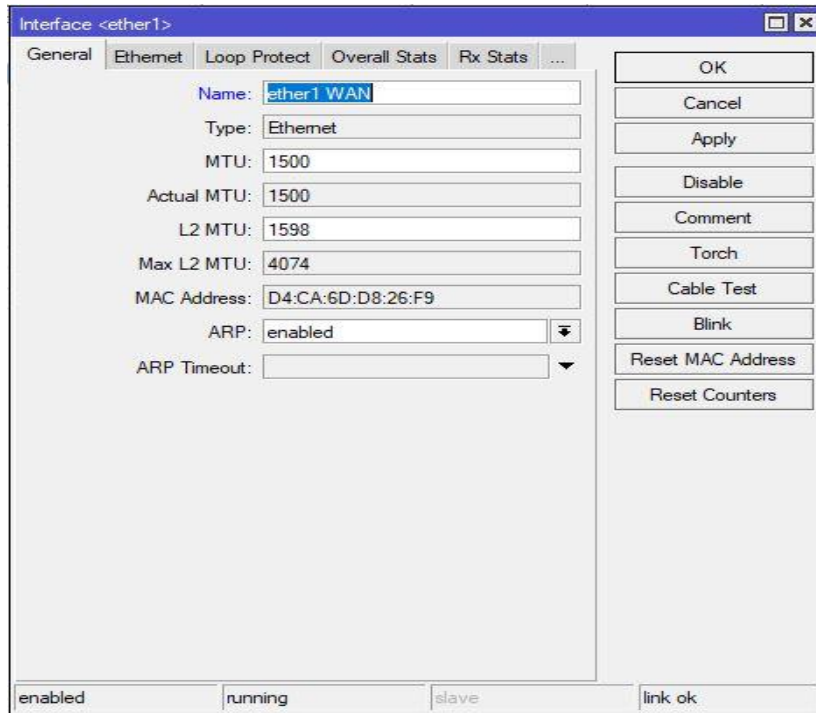 Interface <ether1>
General Ethernet Loop Protect Overall Stats Rx Stats ...
Name: ether1 WAN
Type: Ethernet
MTU: 1500
Actual MTU: 1500
L2 MTU: 1598
Max L2 MTU: 4074
MAC Address: D4:CA:6D:D8:26:F9
ARP: enabled
ARP Timeout:
OK
Cancel
Apply
Disable
Comment
Torch
Cable Test
Blink
Reset MAC Address
Reset Counters
enabled running slave link ok